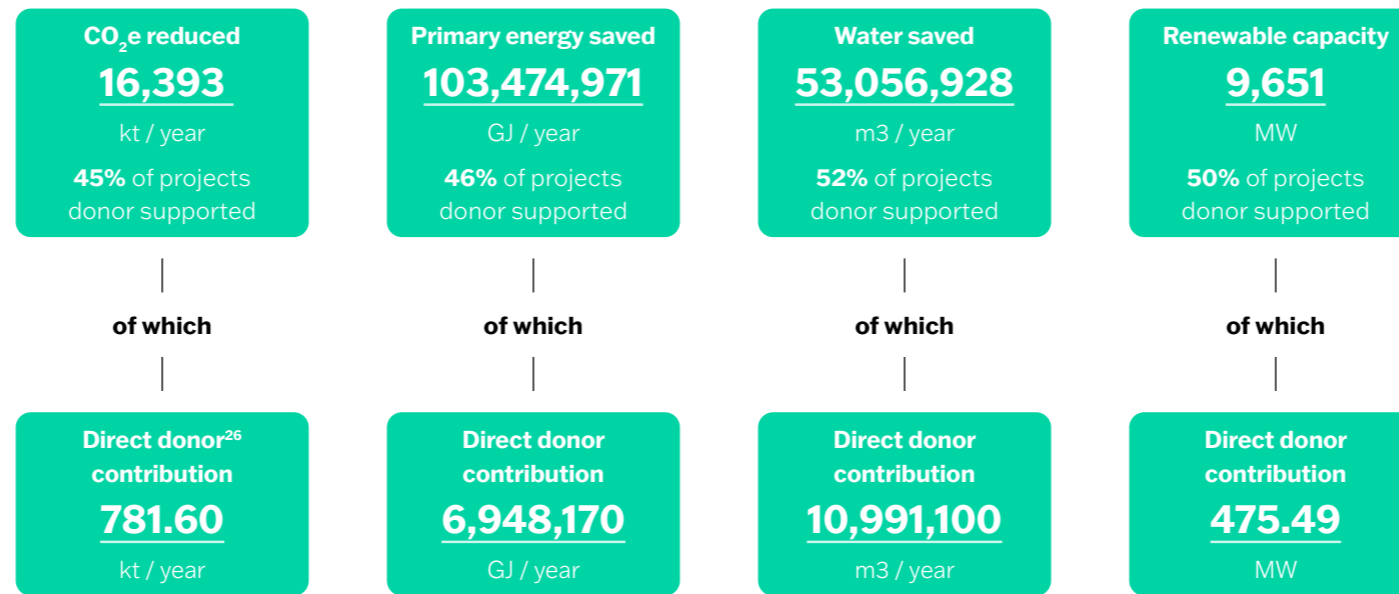 CO₂e reduced
16,393
kt / year
45% of projects
donor supported
of which
Direct donor²⁶
contribution
781.60
kt / year
Primary energy saved
103,474,971
GJ / year
46% of projects
donor supported
of which
Direct donor
contribution
6,948,170
GJ / year
Water saved
53,056,928
m3 / year
52% of projects
donor supported
of which
Direct donor
contribution
10,991,100
m3 / year
Renewable capacity
9,651
MW
50% of projects
donor supported
of which
Direct donor
contribution
475.49
MW